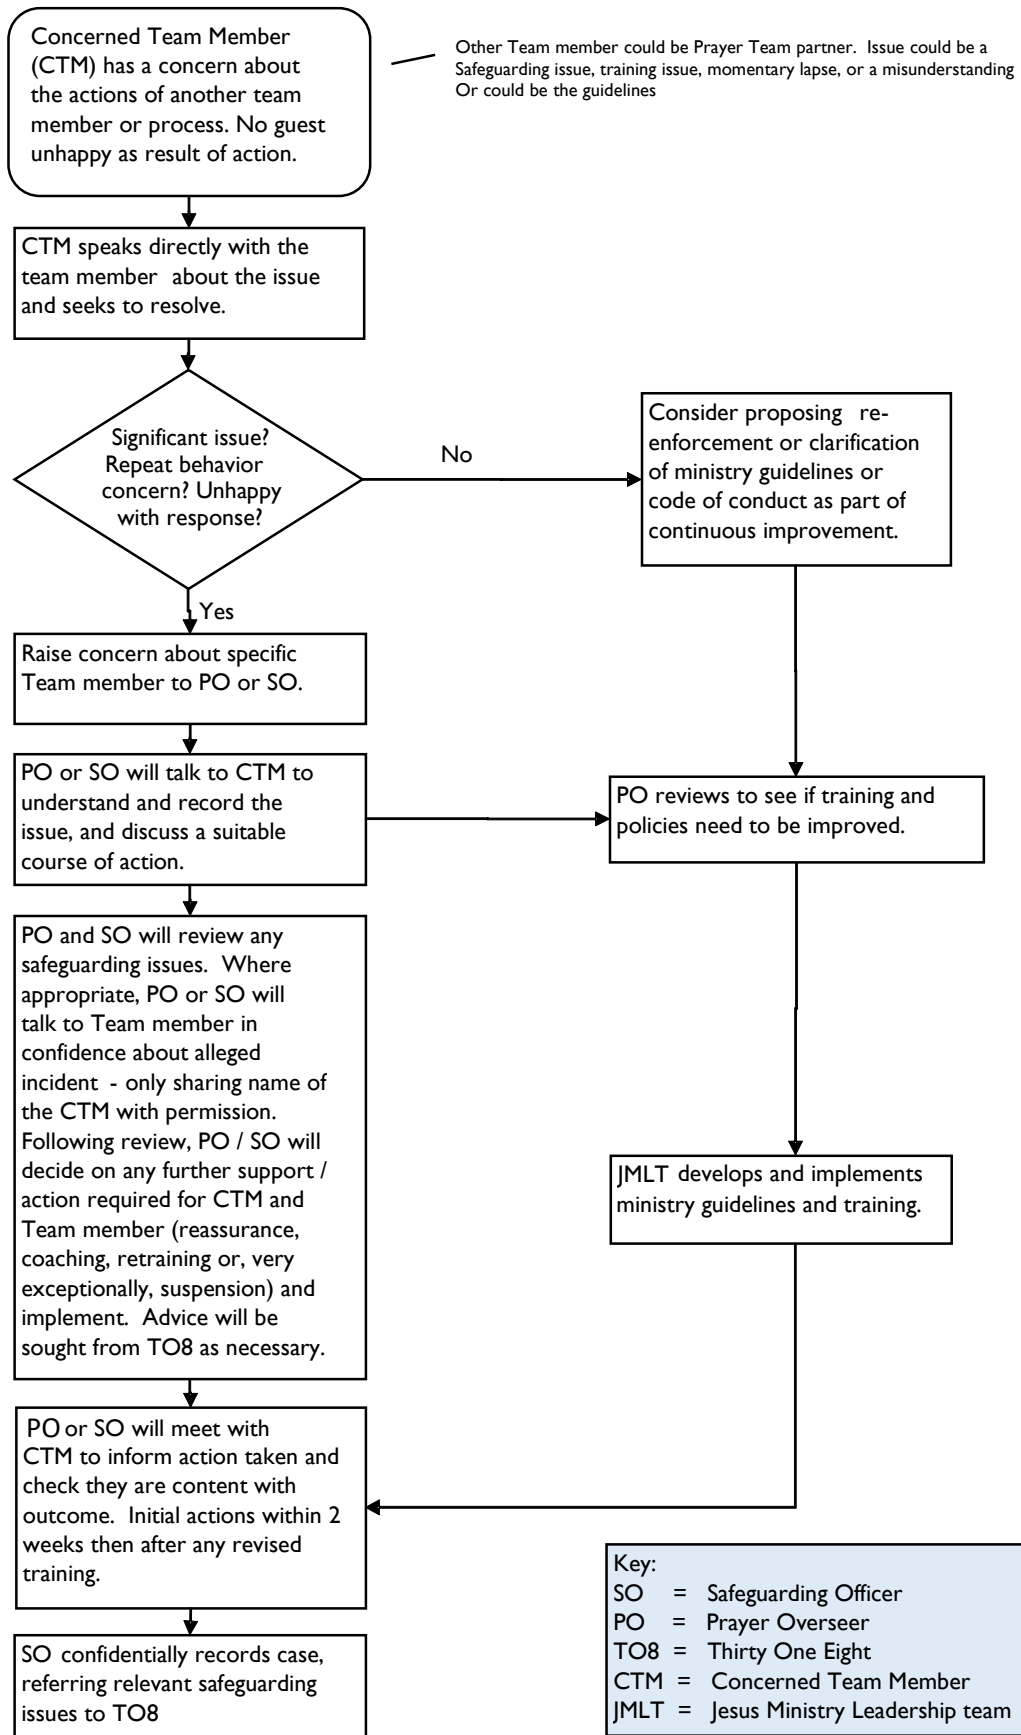 Concerned Team Member
(CTM) has a concern about
the actions of another team
member or process. No guest
unhappy as result of action.
Other Team member could be Prayer Team partner. Issue could be a
Safeguarding issue, training issue, momentary lapse, or a misunderstanding
Or could be the guidelines
CTM speaks directly with the
team member about the issue
and seeks to resolve.
Significant issue?
Repeat behavior
concern? Unhappy
with response?
No
Consider proposing re-
enforcement or clarification
of ministry guidelines or
code of conduct as part of
continuous improvement.
Yes
Raise concern about specific
Team member to PO or SO.
PO or SO will talk to CTM to
understand and record the
issue, and discuss a suitable
course of action.
PO reviews to see if training and
policies need to be improved.
PO and SO will review any
safeguarding issues. Where
appropriate, PO or SO will
talk to Team member in
confidence about alleged
incident - only sharing name of
the CTM with permission.
Following review, PO / SO will
decide on any further support /
action required for CTM and
Team member (reassurance,
coaching, retraining or, very
exceptionally, suspension) and
implement. Advice will be
sought from TO8 as necessary.
JMLT develops and implements
ministry guidelines and training.
PO or SO will meet with
CTM to inform action taken and
check they are content with
outcome. Initial actions within 2
weeks then after any revised
training.
SO confidentially records case,
referring relevant safeguarding
issues to TO8
Key:
SO = Safeguarding Officer
PO = Prayer Overseer
TO8 = Thirty One Eight
CTM = Concerned Team Member
JMLT = Jesus Ministry Leadership team